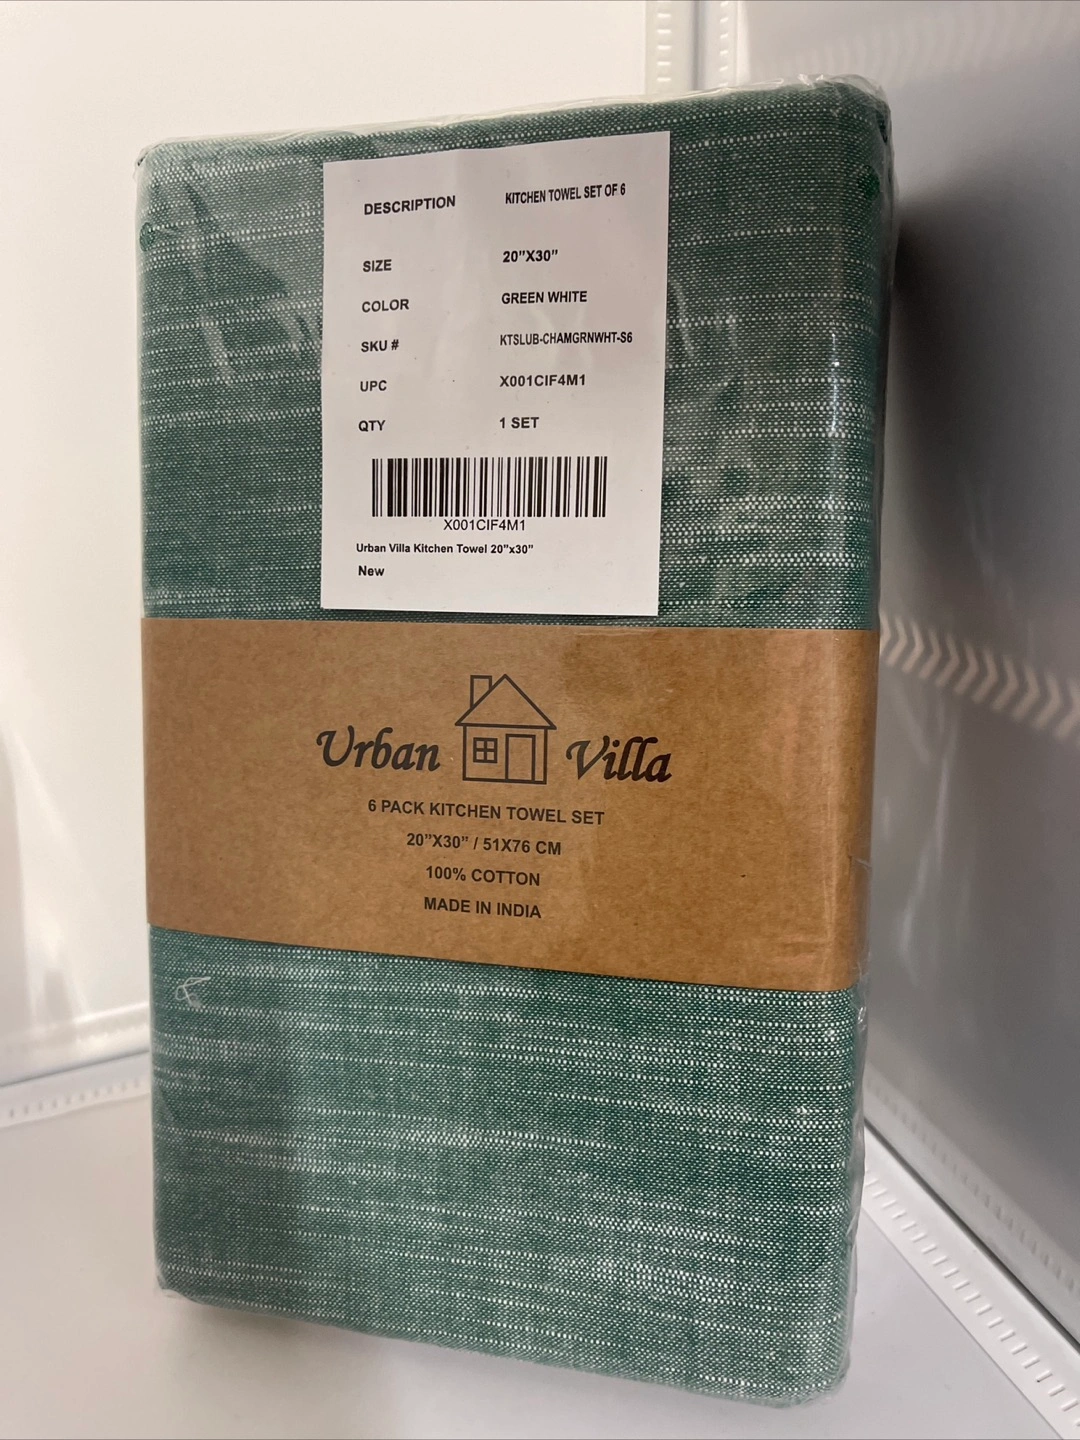 DESCRIPTION KITCHEN TOWEL SET OF 6
SIZE 20”X30”
COLOR GREEN WHITE
SKU # KTSLUB-CHAMGRNWHT-S6
UPC X001CIF4M1
QTY 1 SET
X001CIF4M1
Urban Villa Kitchen Towel 20”x30”
New
Urban Villa
6 PACK KITCHEN TOWEL SET
20”X30” / 51X76 CM
100% COTTON
MADE IN INDIA